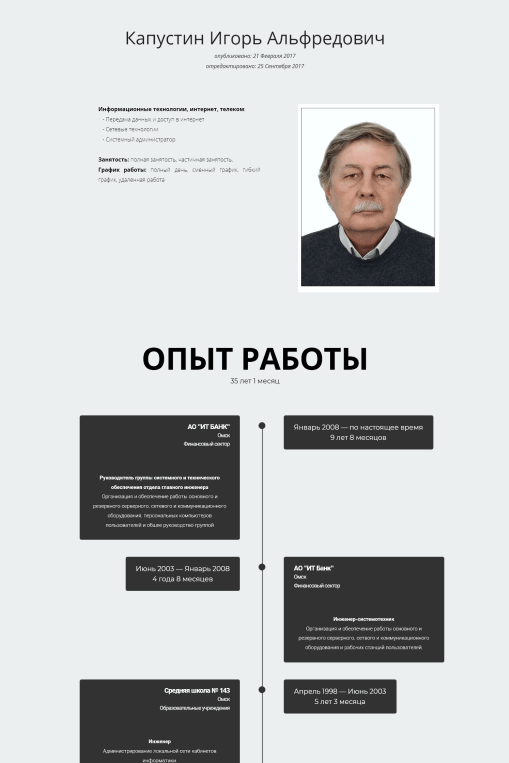 Капустин Игорь Альфредович
опубликовано: 21 Февраля 2017
отредактировано: 25 Сентября 2017
Информационные технологии, интернет, телеком:
- Передача данных и доступ в интернет
- Сетевые технологии
- Системный администратор
Занятость: полная занятость, частичная занятость,
График работы: полный день, сменный график, гибкий
график, удаленная работа
ОПЫТ РАБОТЫ
35 лет 1 месяц
АО "ИТ БАНК"
Омск
Финансовый сектор
Руководитель группы системного и технического
обеспечения отдела главного инженера
Организация и обеспечение работы основного и
резервного серверного, сетевого и коммуникационного
оборудования, персональных компьютеров
пользователей и общее руководство группой
Январь 2008 — по настоящее время
9 лет 8 месяцов
Июнь 2003 — Январь 2008
4 года 8 месяцев
АО "ИТ Банк"
Омск
Финансовый сектор
Инженер-системотехник
Организация и обеспечение работы основного и
резервного серверного, сетвого и коммуникационного
оборудования и рабочих станций пользователей
Средняя школа № 143
Омск
Образовательные учреждения
Инженер
Администрирование локальной сети кабинетов
информатики
Апрель 1998 — Июнь 2003
5 лет 3 месяца